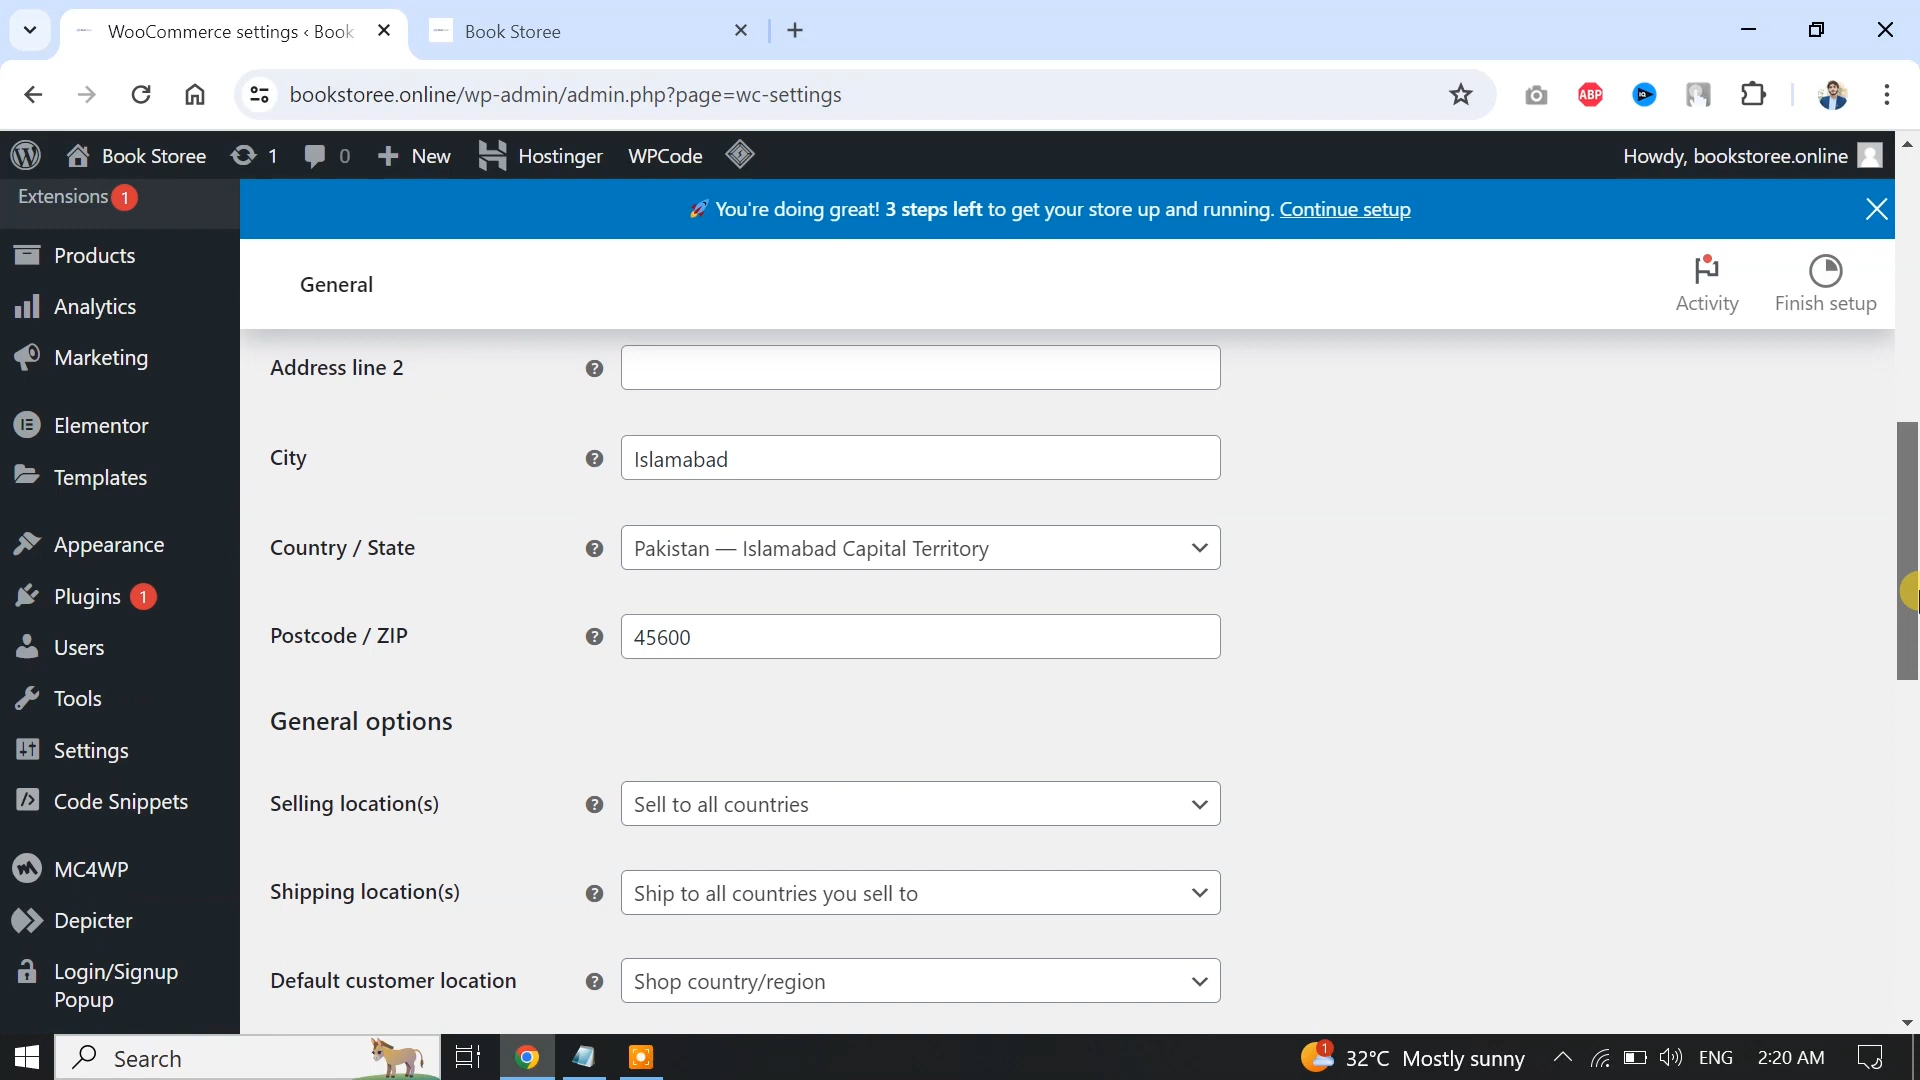 WooCommerce settings ‹ Book
Book Storee
bookstoree.online/wp-admin/admin.php?page=wc-settings
ABP
Book Storee
1
0
New
Hostinger
WPCode
Howdy, bookstoree.online
Extensions 1
🚀 You're doing great! 3 steps left to get your store up and running. Continue setup
Products
Analytics
Marketing
Elementor
Templates
Appearance
Plugins 1
Users
Tools
Settings
Code Snippets
MC4WP
Depicter
Login/Signup
Popup
General
Activity
Finish setup
Address line 2
City
Islamabad
Country / State
Pakistan — Islamabad Capital Territory
Postcode / ZIP
45600
General options
Selling location(s)
Sell to all countries
Shipping location(s)
Ship to all countries you sell to
Default customer location
Shop country/region
Search
1
32°C Mostly sunny
ENG
2:20 AM